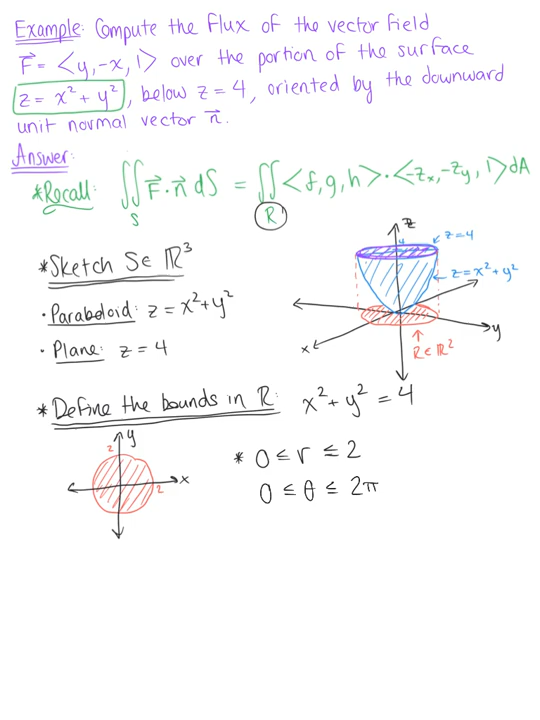 Example: Compute the flux of the vector field
F⃗ = <y, -x, 1> over the portion of the surface
z = x² + y², below z = 4, oriented by the downward
unit normal vector n⃗.
Answer:
*Recall: ∬_S F⃗ · n⃗ dS = ∬_R <f, g, h> · <-z_x, -z_y, 1> dA
*Sketch S∈ ℝ³
· Paraboloid: z = x² + y²
· Plane: z = 4
z
4
z = 4
z = x² + y²
x
y
R∈ ℝ²
* Define the bounds in R: x² + y² = 4
y
2
x
2
* 0 ≤ r ≤ 2
0 ≤ θ ≤ 2π